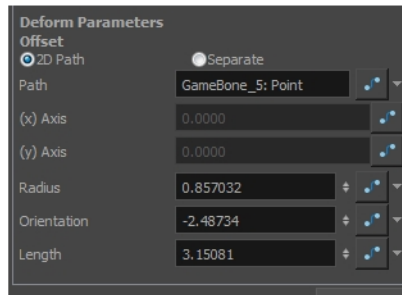 Deform Parameters
Offset
2D Path Separate
Path GameBone_5: Point
(x) Axis 0.0000
(y) Axis 0.0000
Radius 0.857032
Orientation -2.48734
Length 3.15081